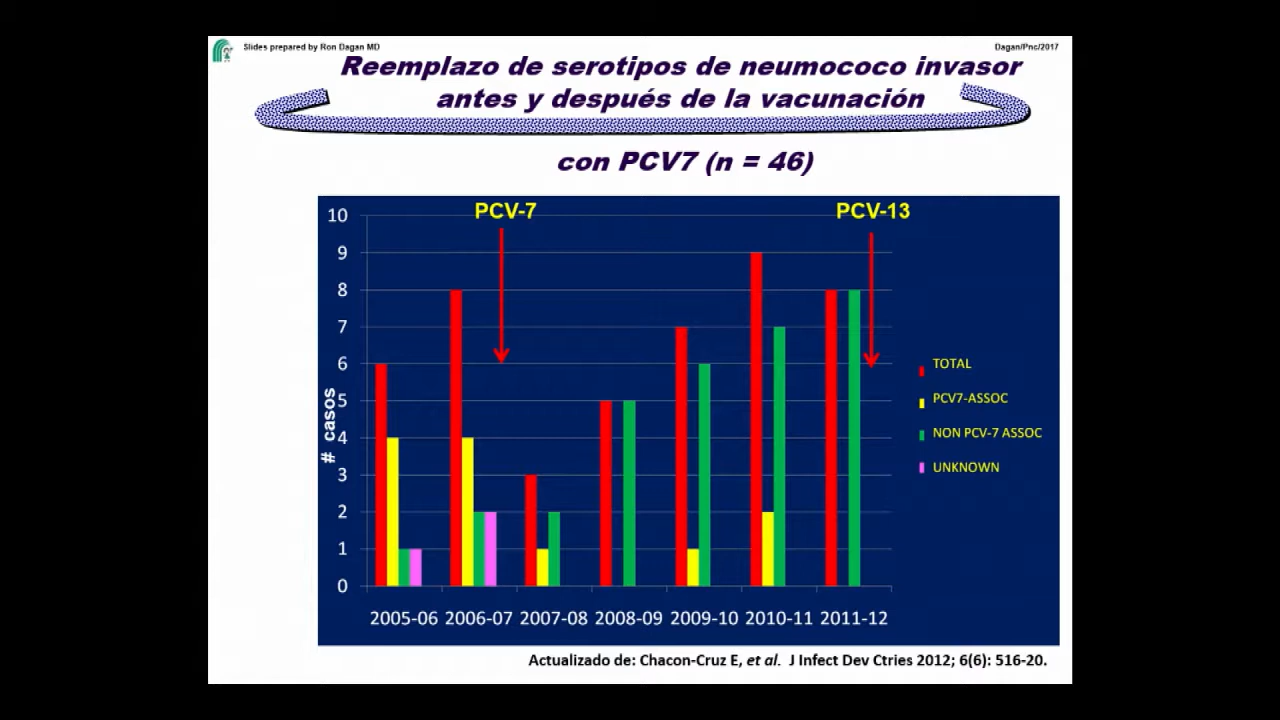 Slides prepared by Ron Dagan MD
Dagan/Pnc/2017
Reemplazo de serotipos de neumococo invasor
antes y después de la vacunación
con PCV7 (n = 46)
PCV-7
PCV-13
10
9
8
7
6
5
4
3
2
1
0
# casos
TOTAL
PCV7-ASSOC
NON PCV-7 ASSOC
UNKNOWN
2005-06 2006-07 2007-08 2008-09 2009-10 2010-11 2011-12
Actualizado de: Chacon-Cruz E, et al. J Infect Dev Ctries 2012; 6(6): 516-20.